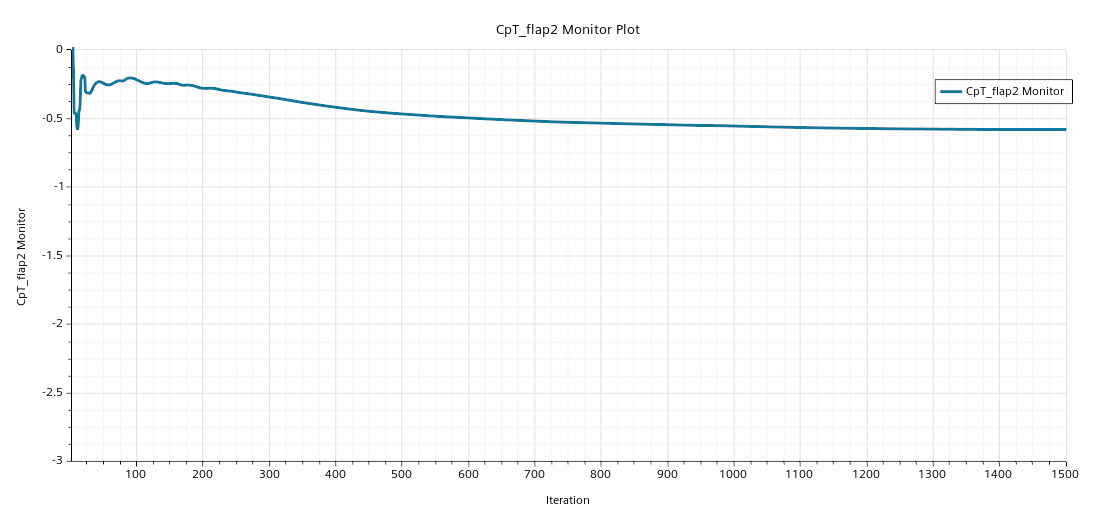 CpT_flap2 Monitor Plot
CpT_flap2 Monitor
0
-0.5
-1
-1.5
-2
-2.5
-3
CpT_flap2 Monitor
100 200 300 400 500 600 700 800 900 1000 1100 1200 1300 1400 1500
Iteration